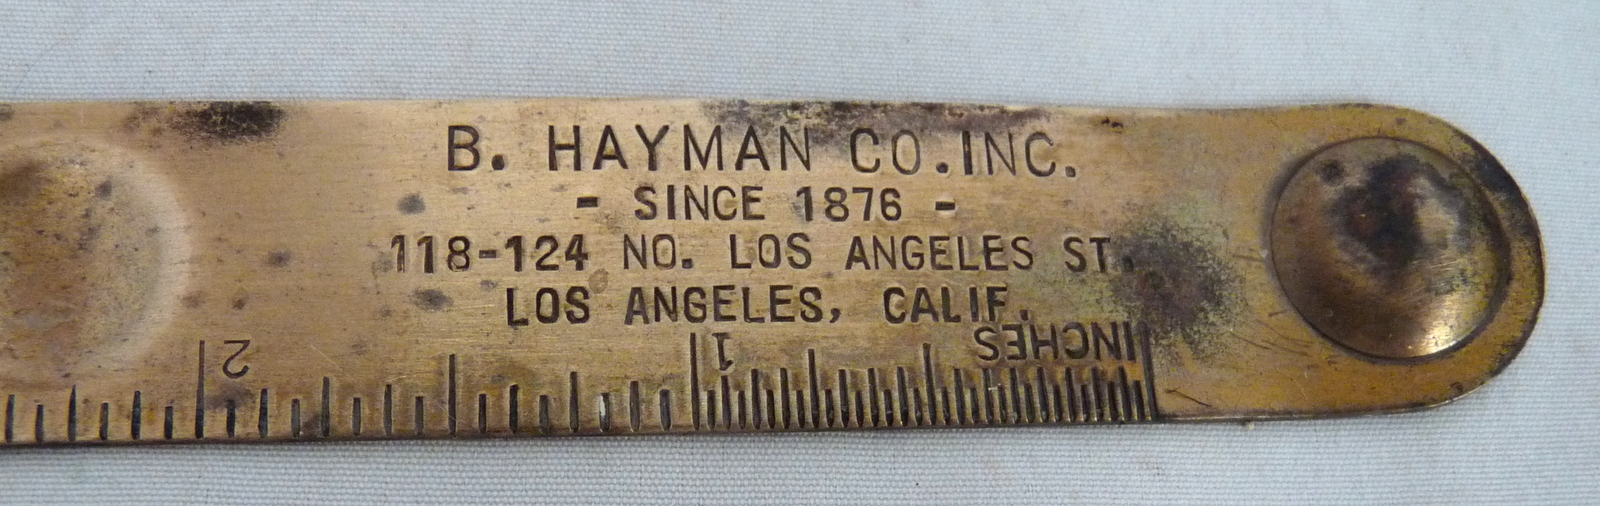 B. HAYMAN CO. INC.
- SINCE 1876 -
118-124 NO. LOS ANGELES ST.
LOS ANGELES, CALIF.
INCHES
1
2